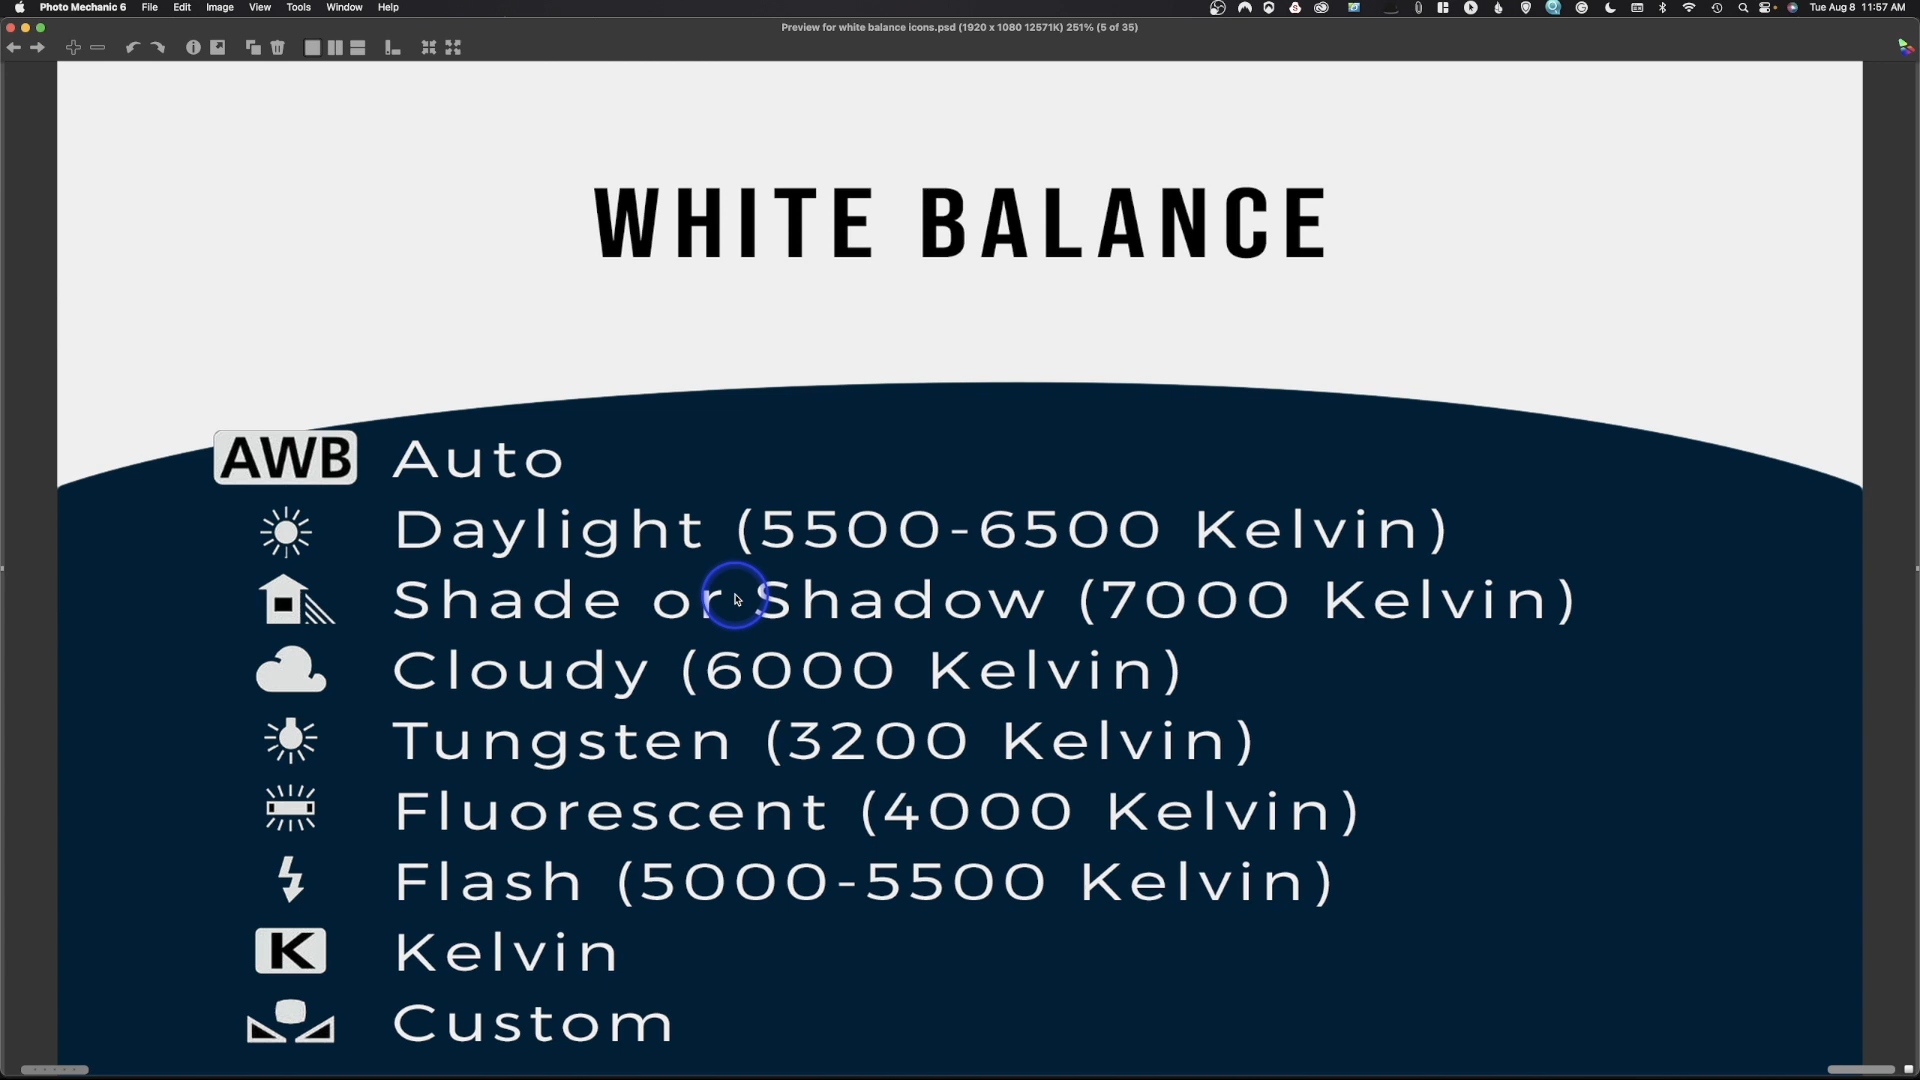 Photo Mechanic 6 File Edit Image View Tools Window Help Tue Aug 8 11:57 AM
Preview for white balance icons.psd (1920 x 1080 12571K) 251% (5 of 35)
WHITE BALANCE
AWB Auto
Daylight (5500-6500 Kelvin)
Shade or Shadow (7000 Kelvin)
Cloudy (6000 Kelvin)
Tungsten (3200 Kelvin)
Fluorescent (4000 Kelvin)
Flash (5000-5500 Kelvin)
K Kelvin
Custom